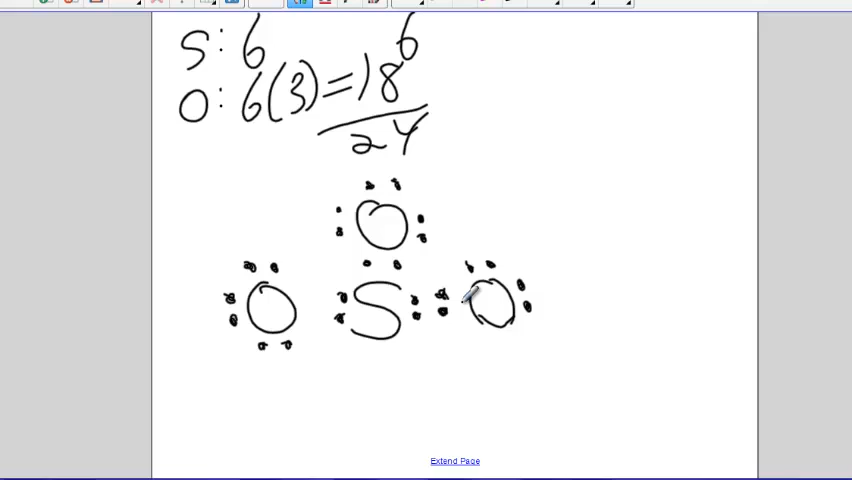 S: 6 6
O: 6(3)=18
24
O
O S O
Extend Page